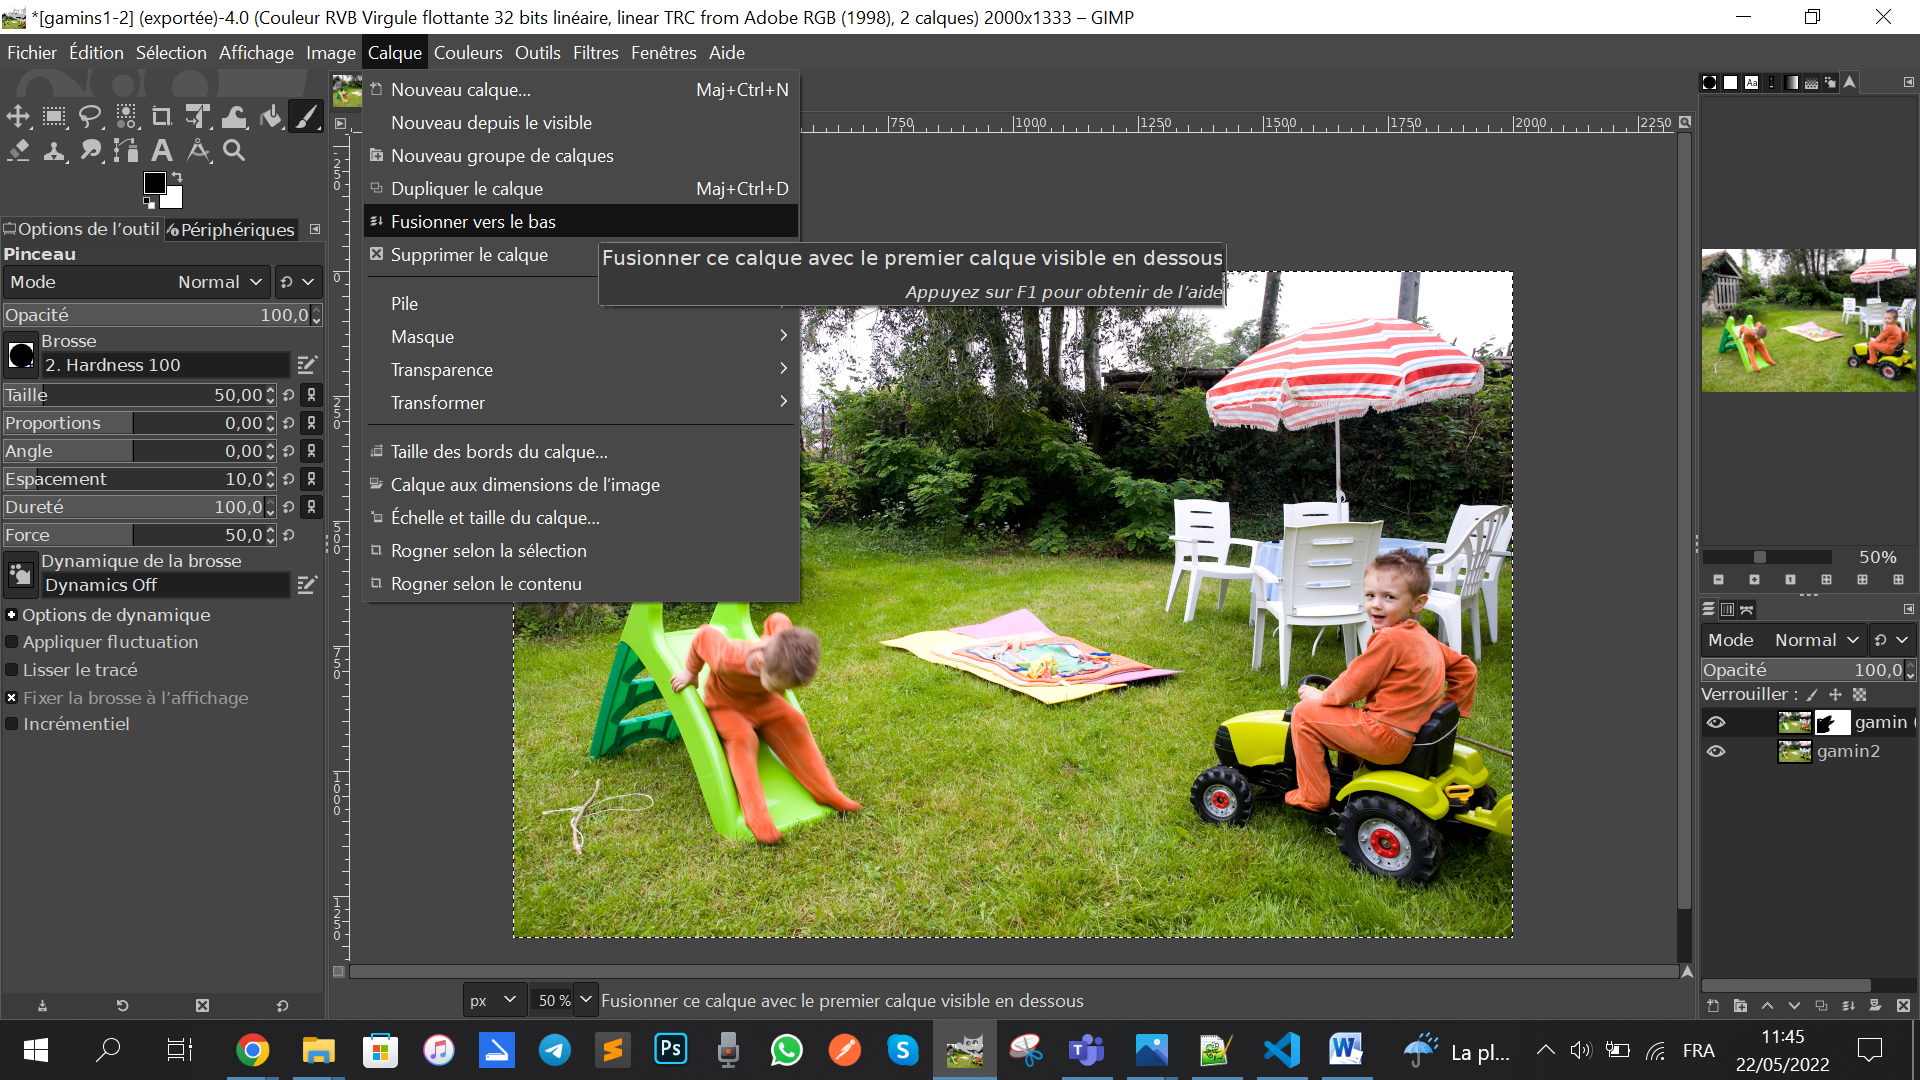 *[gamins1-2] (exportée)-4.0 (Couleur RVB Virgule flottante 32 bits linéaire, linear TRC from Adobe RGB (1998), 2 calques) 2000x1333 – GIMP
Fichier Édition Sélection Affichage Image Calque Couleurs Outils Filtres Fenêtres Aide
Nouveau calque... Maj+Ctrl+N
Nouveau depuis le visible
Nouveau groupe de calques
Dupliquer le calque Maj+Ctrl+D
Fusionner vers le bas
Supprimer le calque
Fusionner ce calque avec le premier calque visible en dessous
Appuyez sur F1 pour obtenir de l’aide
Pile
Masque
Transparence
Transformer
Taille des bords du calque...
Calque aux dimensions de l’image
Échelle et taille du calque...
Rogner selon la sélection
Rogner selon le contenu
750 1000 1250 1500 1750 2000 2250
250
0
250
500
750
1000
1250
Options de l’outil Périphériques
Pinceau
Mode Normal
Opacité 100,0
Brosse
2. Hardness 100
Taille 50,00
Proportions 0,00
Angle 0,00
Espacement 10,0
Dureté 100,0
Force 50,0
Dynamique de la brosse
Dynamics Off
Options de dynamique
Appliquer fluctuation
Lisser le tracé
Fixer la brosse à l’affichage
Incrémentiel
Aa
50%
Mode Normal
Opacité 100,0
Verrouiller :
gamin
gamin2
px 50 % Fusionner ce calque avec le premier calque visible en dessous
Ps
La pl...
FRA
11:45
22/05/2022